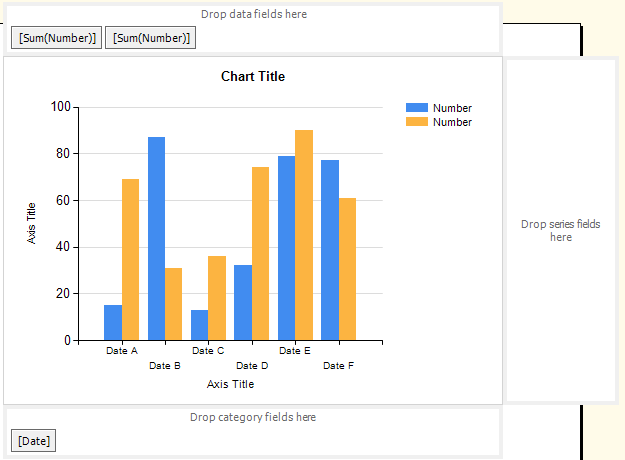 Drop data fields here
[Sum(Number)] [Sum(Number)]
Chart Title
100
80
60
40
20
0
Axis Title
Number
Number
Date A Date C Date E
Date B Date D Date F
Axis Title
Drop series fields
here
Drop category fields here
[Date]